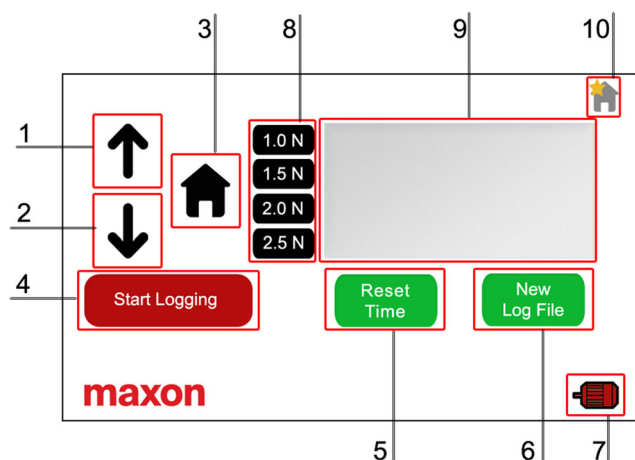 3
8
9
10
1
2
4
1.0 N
1.5 N
2.0 N
2.5 N
Start Logging
Reset
Time
New
Log File
maxon
5
6
7